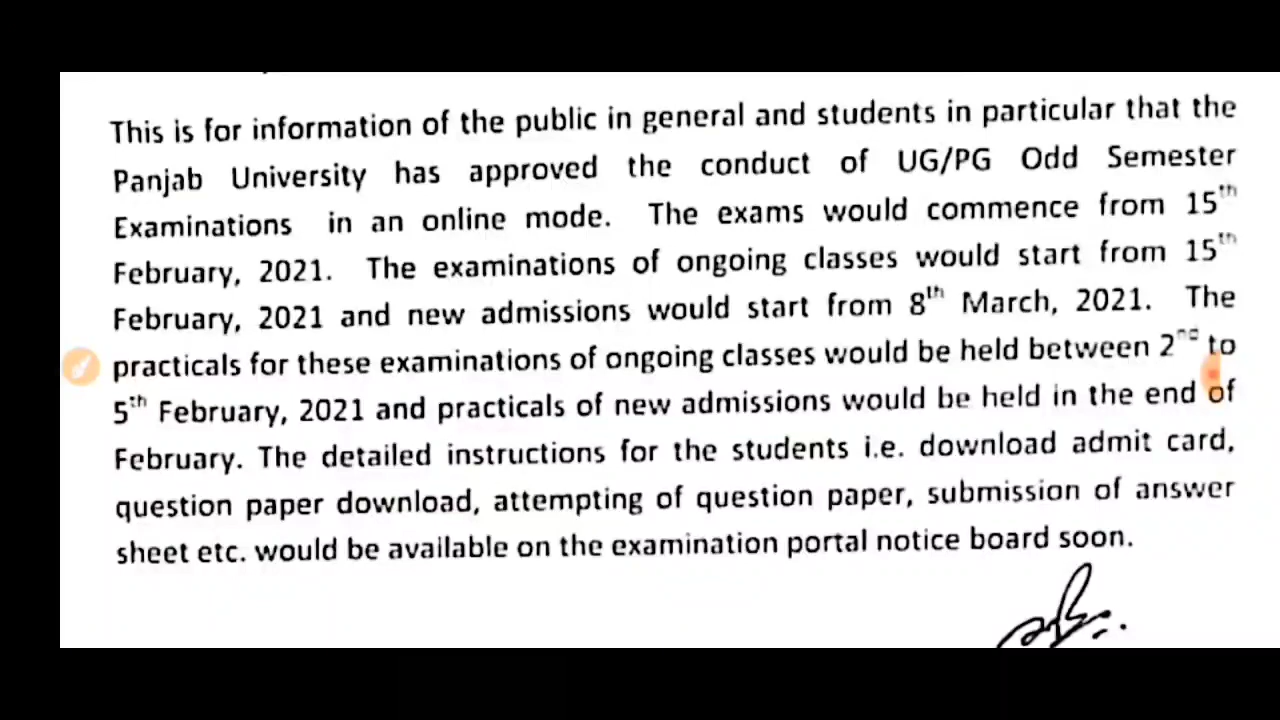 This is for information of the public in general and students in particular that the
Panjab University has approved the conduct of UG/PG Odd Semester
Examinations in an online mode. The exams would commence from 15th
February, 2021. The examinations of ongoing classes would start from 15th
February, 2021 and new admissions would start from 8th March, 2021. The
practicals for these examinations of ongoing classes would be held between 2nd to
5th February, 2021 and practicals of new admissions would be held in the end of
February. The detailed instructions for the students i.e. download admit card,
question paper download, attempting of question paper, submission of answer
sheet etc. would be available on the examination portal notice board soon.